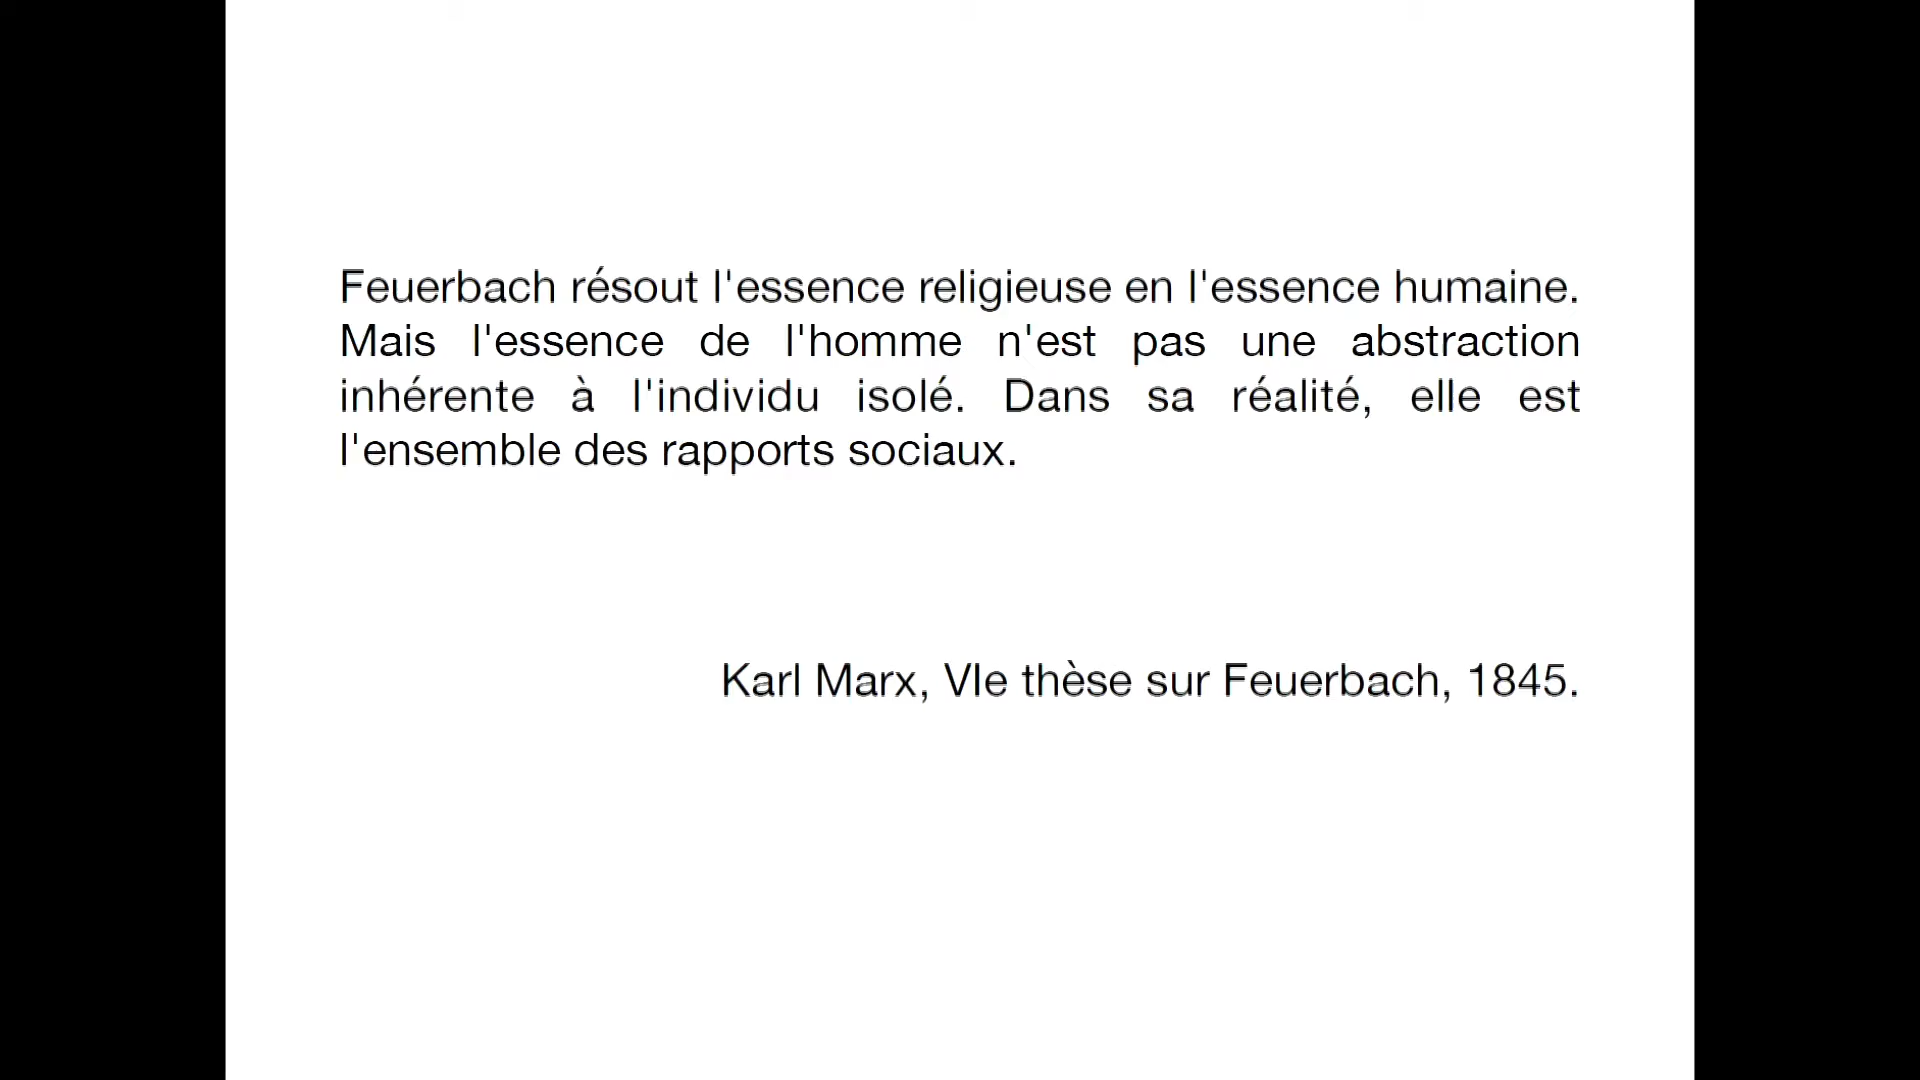 Feuerbach résout l'essence religieuse en l'essence humaine.
Mais l'essence de l'homme n'est pas une abstraction
inhérente à l'individu isolé. Dans sa réalité, elle est
l'ensemble des rapports sociaux.
Karl Marx, VIe thèse sur Feuerbach, 1845.